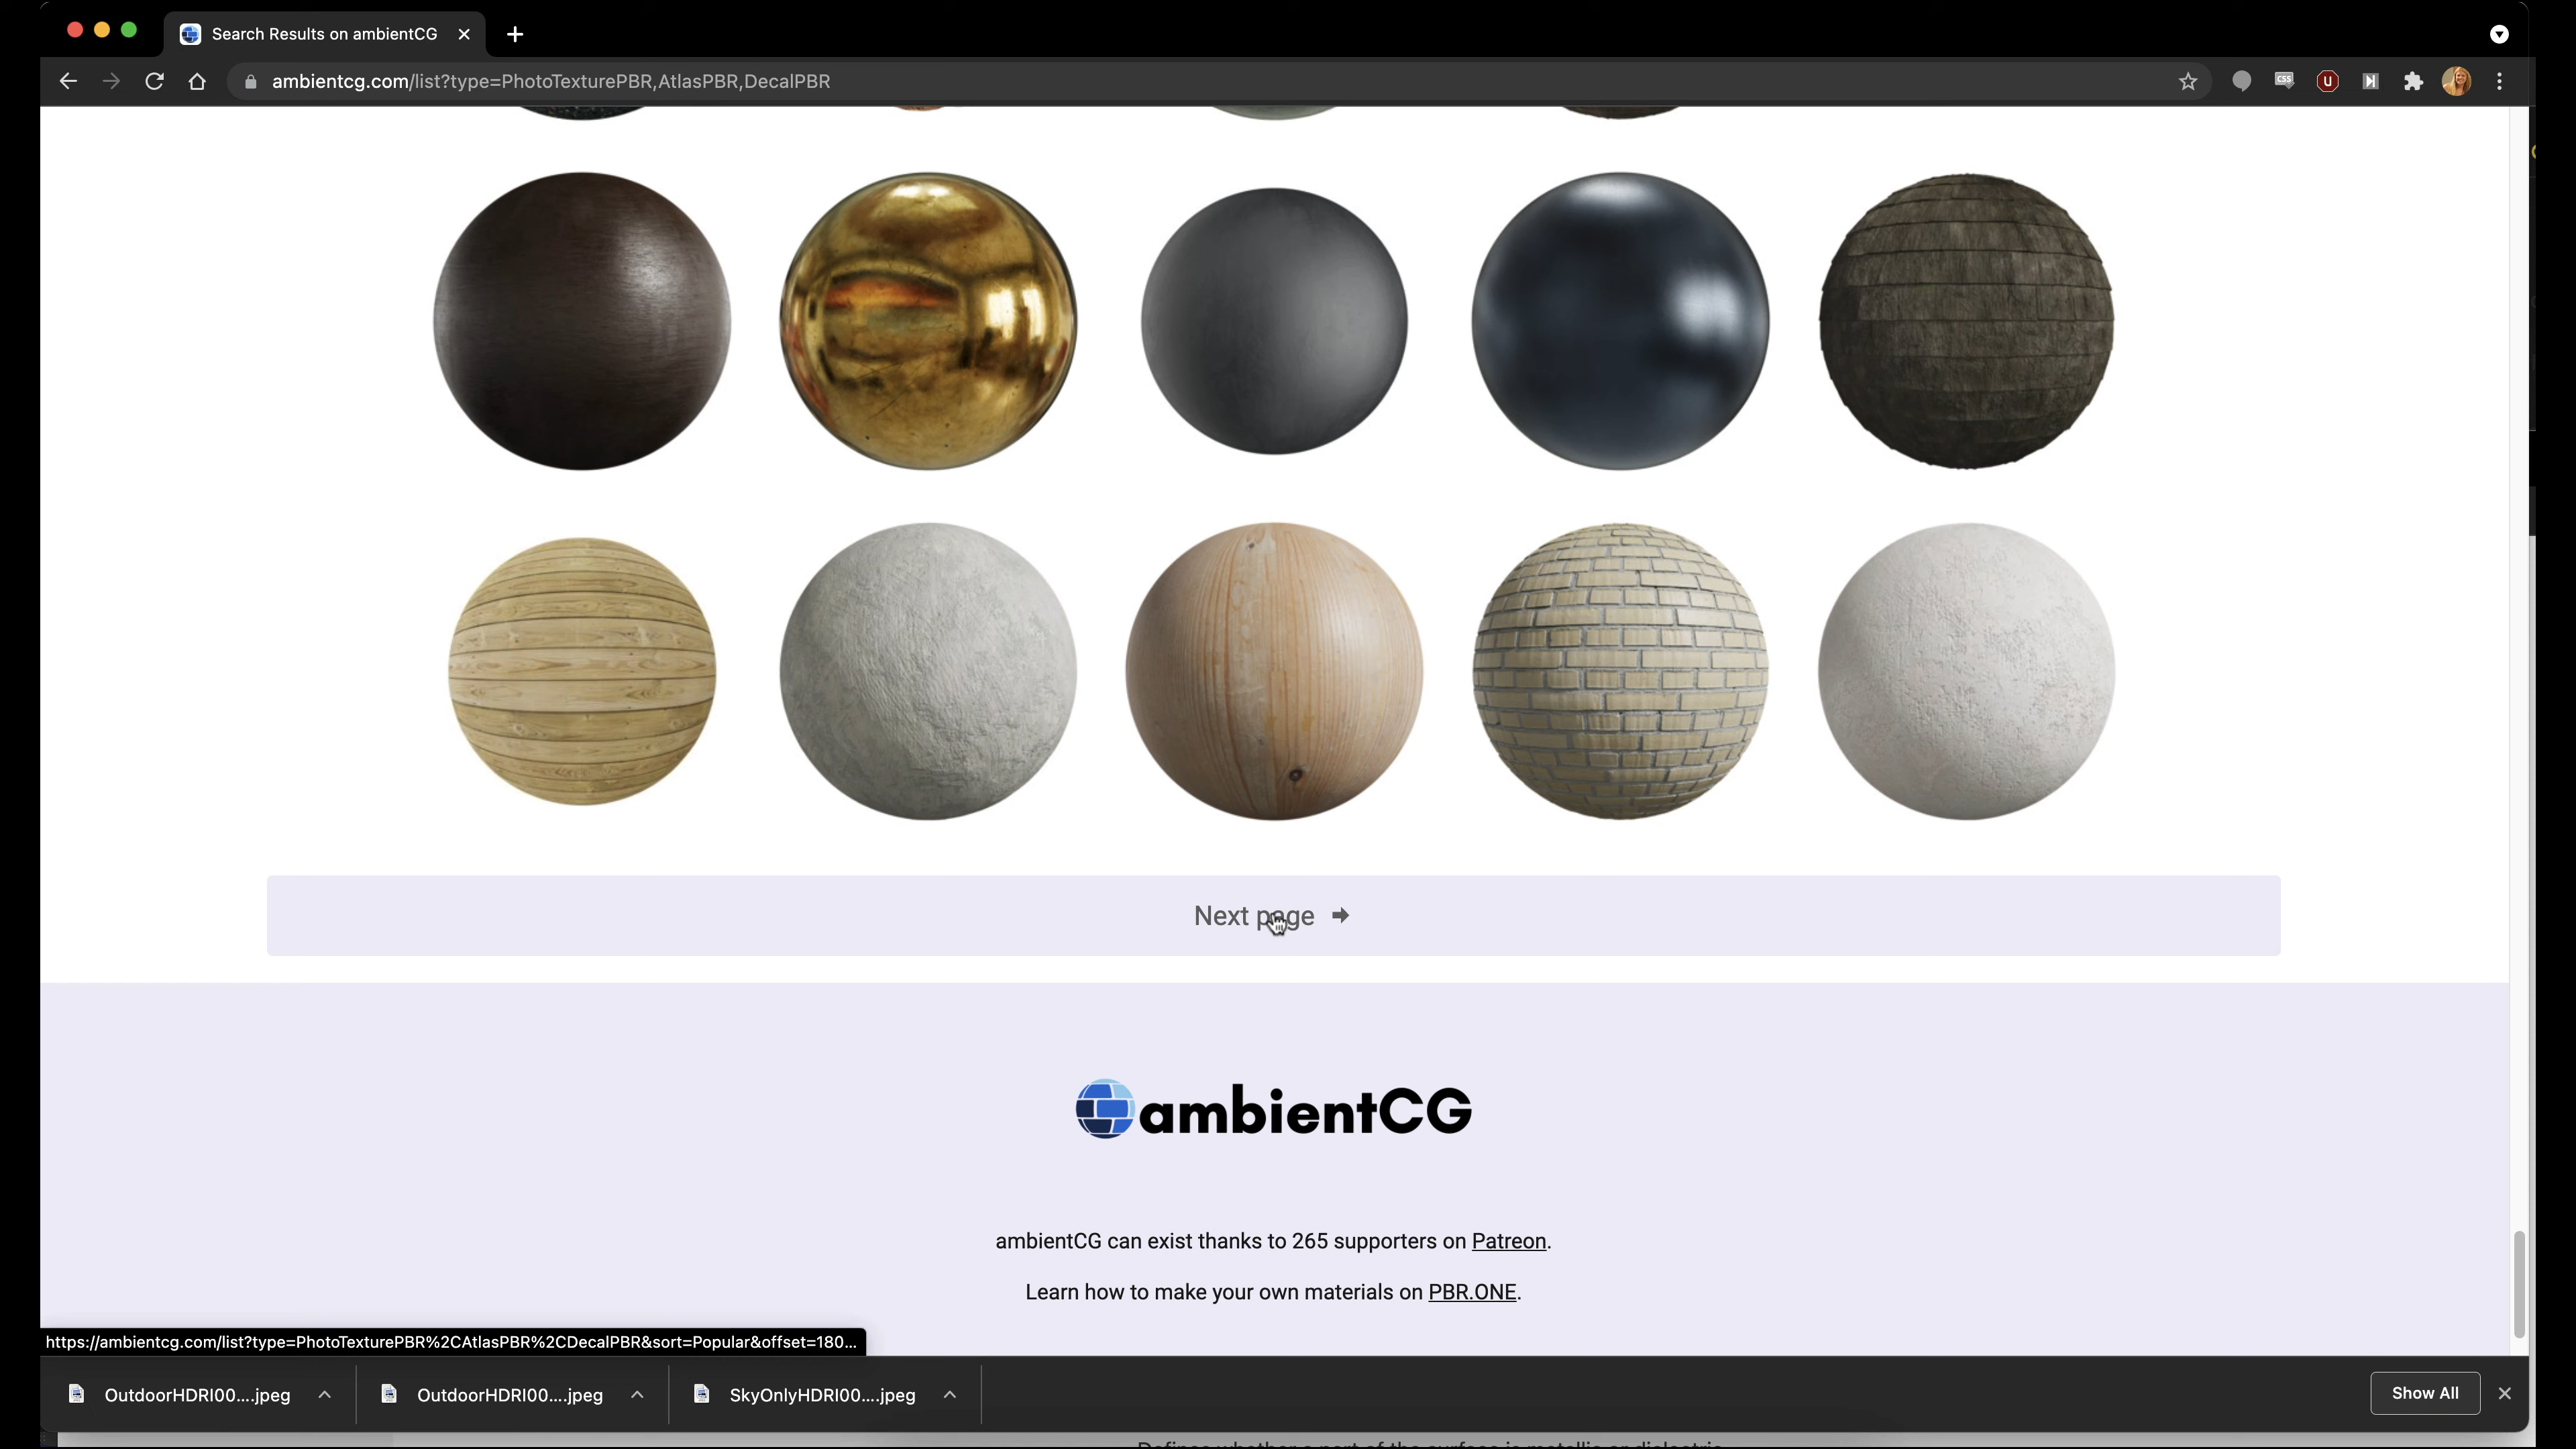 Search Results on ambientCG
ambientcg.com/list?type=PhotoTexturePBR,AtlasPBR,DecalPBR
CSS
Next page
ambientCG
ambientCG can exist thanks to 265 supporters on Patreon.
Learn how to make your own materials on PBR.ONE.
https://ambientcg.com/list?type=PhotoTexturePBR%2CAtlasPBR%2CDecalPBR&sort=Popular&offset=180...
OutdoorHDRI00....jpeg
OutdoorHDRI00....jpeg
SkyOnlyHDRI00....jpeg
Show All